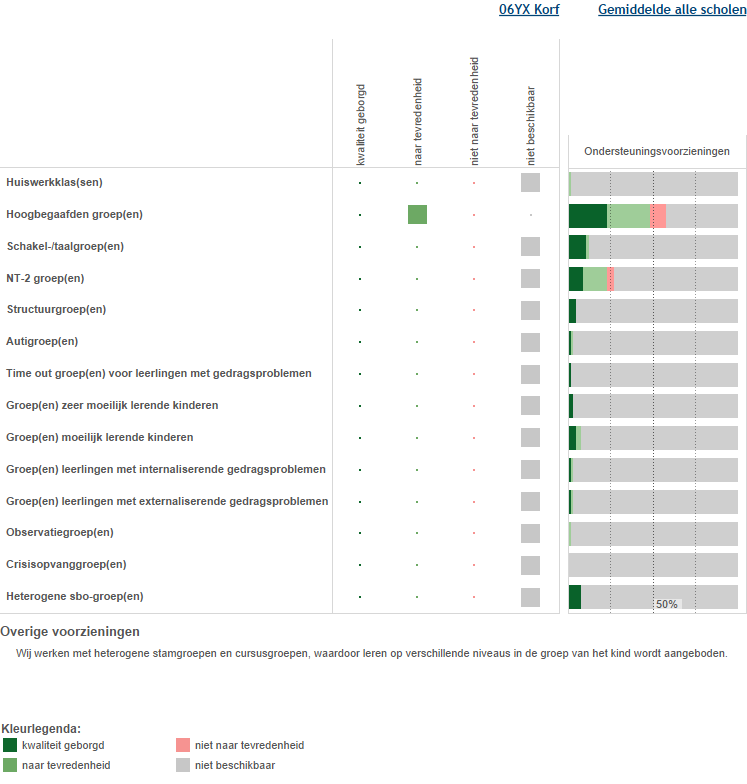 06YX Korf
Gemiddelde alle scholen
kwaliteit geborgd
naar tevredenheid
niet naar tevredenheid
niet beschikbaar
Ondersteuningsvoorzieningen
Huiswerkklas(sen)
Hoogbegaafden groep(en)
Schakel-/taalgroep(en)
NT-2 groep(en)
Structuurgroep(en)
Autigroep(en)
Time out groep(en) voor leerlingen met gedragsproblemen
Groep(en) zeer moeilijk lerende kinderen
Groep(en) moeilijk lerende kinderen
Groep(en) leerlingen met internaliserende gedragsproblemen
Groep(en) leerlingen met externaliserende gedragsproblemen
Observatiegroep(en)
Crisisopvanggroep(en)
Heterogene sbo-groep(en)
50%
Overige voorzieningen
Wij werken met heterogene stamgroepen en cursusgroepen, waardoor leren op verschillende niveaus in de groep van het kind wordt aangeboden.
Kleurlegenda:
kwaliteit geborgd
niet naar tevredenheid
naar tevredenheid
niet beschikbaar